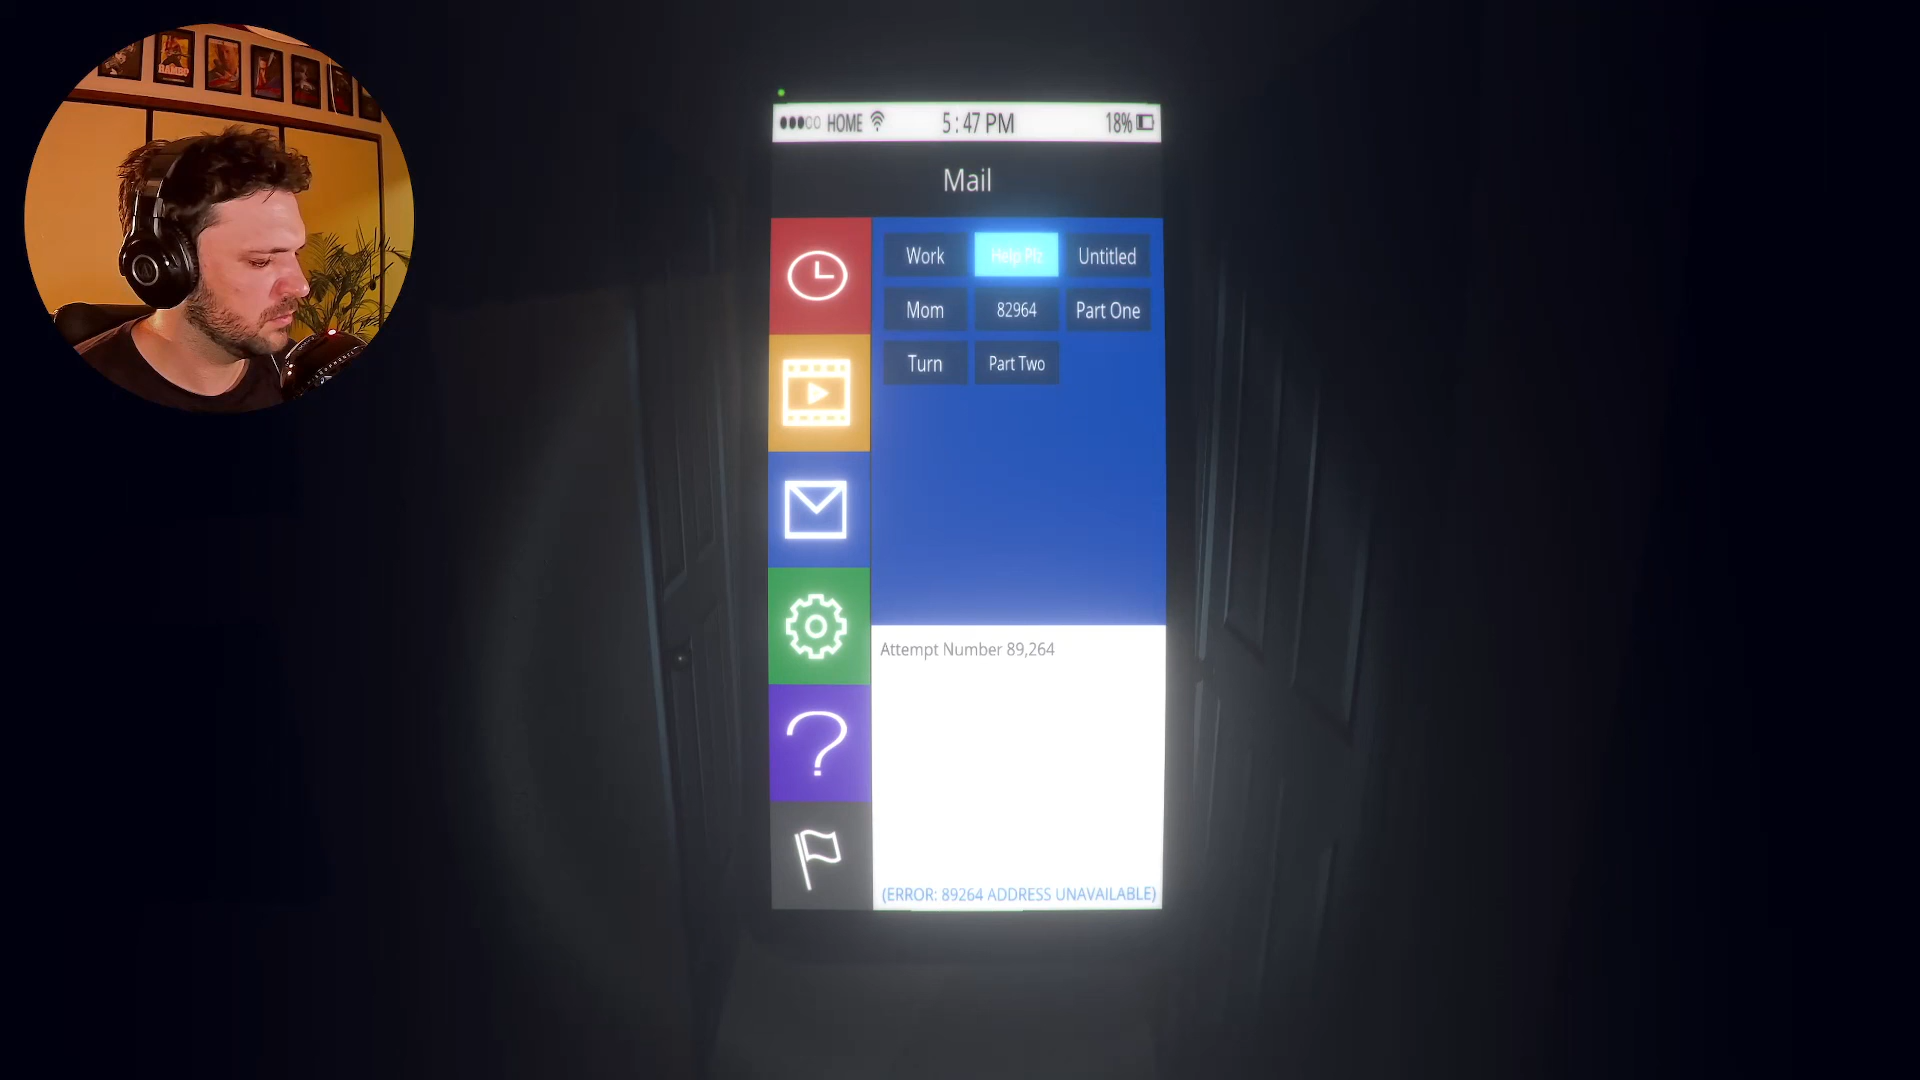 RAMBO
HOME 5:47 PM 18%
Mail
Work Help Plz Untitled
Mom 82964 Part One
Turn Part Two
Attempt Number 89,264
(ERROR: 89264 ADDRESS UNAVAILABLE)